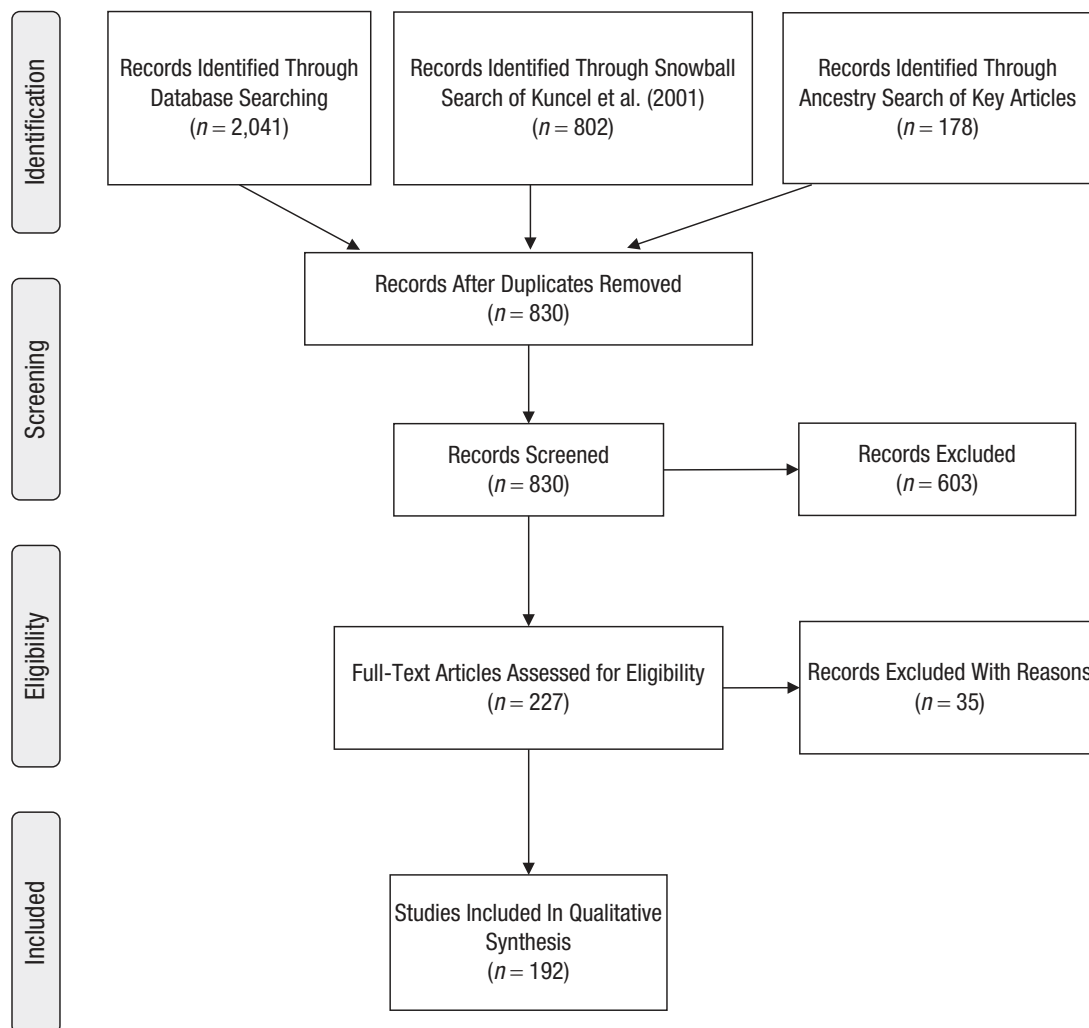 Identification
Records Identified Through
Database Searching
(n = 2,041)
Records Identified Through Snowball
Search of Kuncel et al. (2001)
n = 802)
Records Identified Through
Ancestry Search of Key Articles
(n = 178)
Screening
Records After Duplicates Removed
(n = 830)
Records Screened
(n = 830)
Records Excluded
(n = 603)
Eligibility
Full-Text Articles Assessed for Eligibility
(n = 227)
Records Excluded With Reasons
(n = 35)
Included
Studies Included In Qualitative
Synthesis
(n = 192)